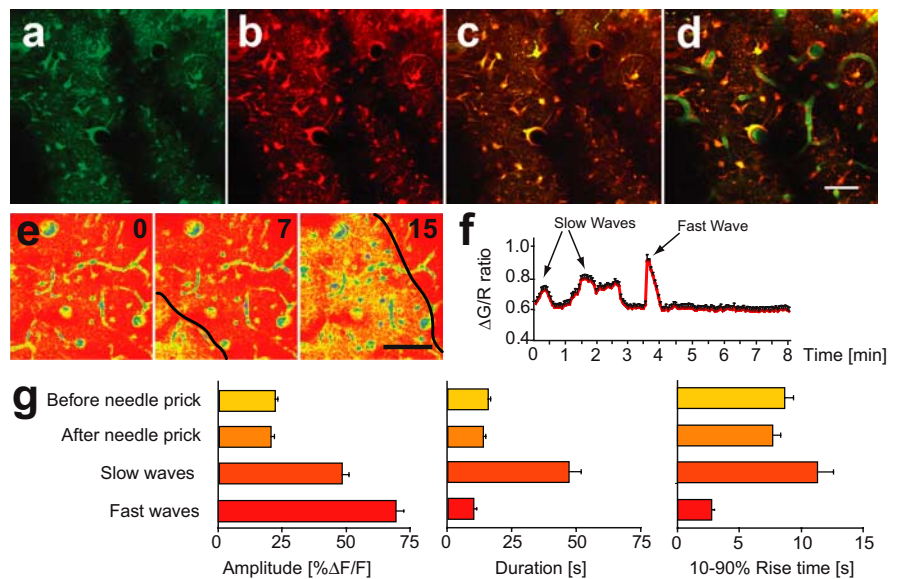 a b c d
e 0 7 15
f
Slow Waves
Fast Wave
ΔG/R ratio
1.0
0.8
0.6
0.4
0 1 2 3 4 5 6 7 8 Time [min]
g
Before needle prick
After needle prick
Slow waves
Fast waves
0 25 50 75
Amplitude [%ΔF/F]
0 25 50 75
Duration [s]
0 5 10 15
10-90% Rise time [s]